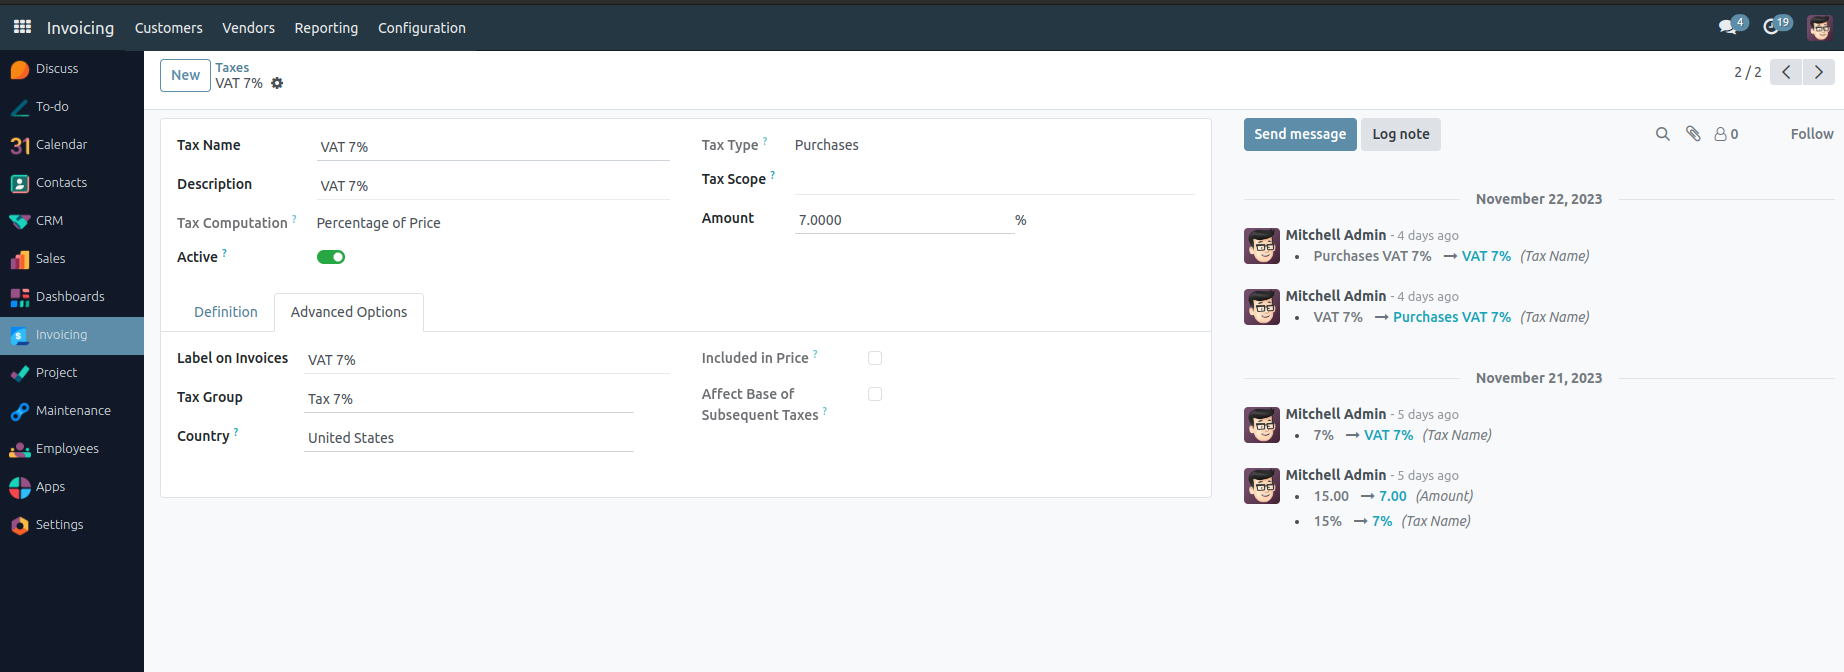 Invoicing Customers Vendors Reporting Configuration 4 19
Discuss
To-do
31 Calendar
Contacts
CRM
Sales
Dashboards
$ Invoicing
Project
Maintenance
Employees
Apps
Settings
New Taxes
VAT 7%
2 / 2
Tax Name VAT 7%
Description VAT 7%
Tax Computation ? Percentage of Price
Active ?
Tax Type ? Purchases
Tax Scope ?
Amount 7.0000 %
Definition Advanced Options
Label on Invoices VAT 7%
Tax Group Tax 7%
Country ? United States
Included in Price ?
Affect Base of
Subsequent Taxes ?
Send message Log note 0 Follow
November 22, 2023
Mitchell Admin - 4 days ago
• Purchases VAT 7% → VAT 7% (Tax Name)
Mitchell Admin - 4 days ago
• VAT 7% → Purchases VAT 7% (Tax Name)
November 21, 2023
Mitchell Admin - 5 days ago
• 7% → VAT 7% (Tax Name)
Mitchell Admin - 5 days ago
• 15.00 → 7.00 (Amount)
• 15% → 7% (Tax Name)